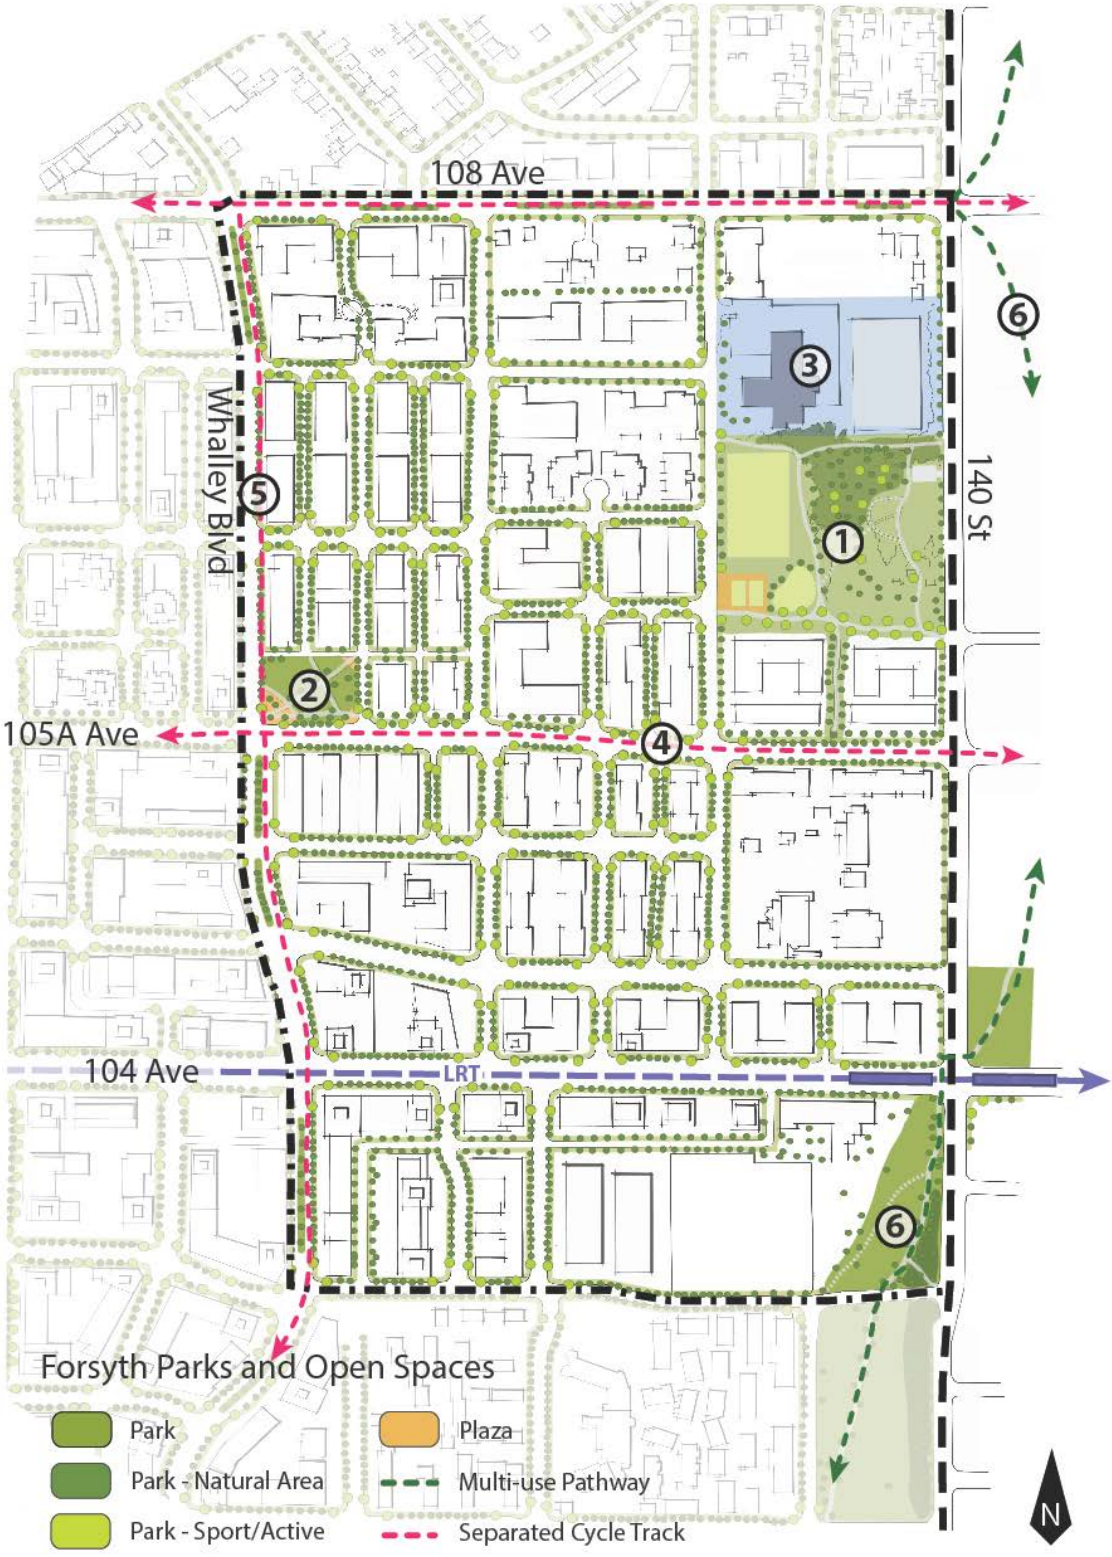 108 Ave
6
3
Whalley Blvd
5
140 St
1
2
105A Ave
4
104 Ave
LRT
6
Forsyth Parks and Open Spaces
Park
Plaza
Park - Natural Area
Multi-use Pathway
Park - Sport/Active
Separated Cycle Track
N